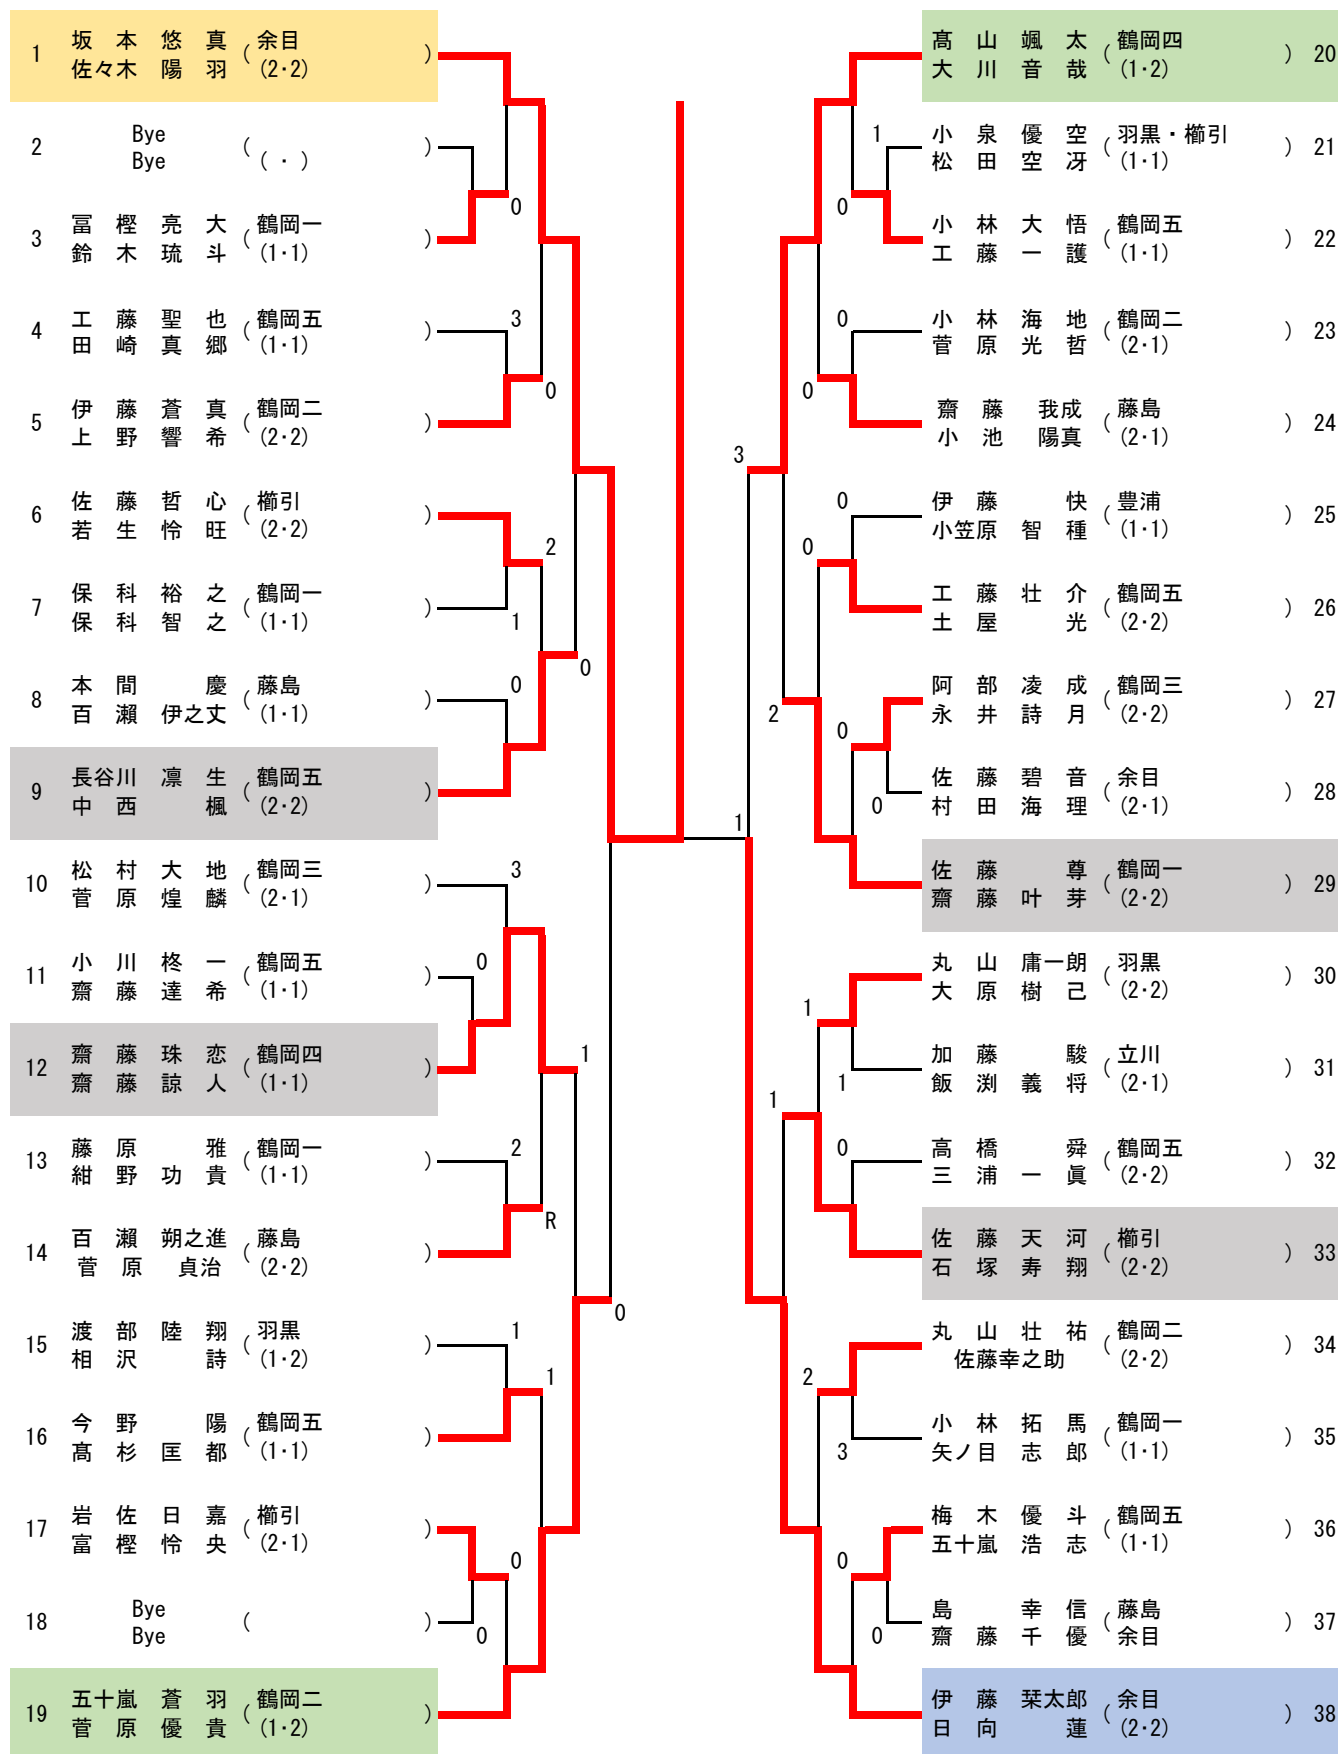 1 坂本悠真 ( 余目 )
佐々木陽羽 (2・2)
2 Bye ( )
Bye ( ・ )
0
3 冨樫亮大 ( 鶴岡一 )
鈴木琉斗 (1・1)
4 工藤聖也 ( 鶴岡五 ) 3
田崎真郷 (1・1)
0
5 伊藤蒼真 ( 鶴岡二 )
上野響希 (2・2)
6 佐藤哲心 ( 櫛引 )
若生怜旺 (2・2)
2
7 保科裕之 ( 鶴岡一 )
保科智之 (1・1)
1
0
8 本間慶 ( 藤島 ) 0
百瀬伊之丈 (1・1)
9 長谷川凛生 ( 鶴岡五 )
中西楓 (2・2)
10 松村大地 ( 鶴岡三 ) 3
菅原煌麟 (2・1)
11 小川柊一 ( 鶴岡五 ) 0
齋藤達希 (1・1)
1
12 齋藤珠恋 ( 鶴岡四 )
齋藤諒人 (1・1)
13 藤原雅 ( 鶴岡一 ) 2
紺野功貴 (1・1)
R
14 百瀬朔之進 ( 藤島 )
菅原貞治 (2・2)
0
15 渡部陸翔 ( 羽黒 ) 1
相沢詩 (1・2)
1
16 今野陽 ( 鶴岡五 )
髙杉匡都 (1・1)
17 岩佐日嘉 ( 櫛引 )
富樫怜央 (2・1)
0
18 Bye ( )
Bye
0
19 五十嵐蒼羽 ( 鶴岡二 )
菅原優貴 (1・2)
髙山颯太 ( 鶴岡四 ) 20
大川音哉 (1・2)
1 小泉優空 ( 羽黒・櫛引 ) 21
松田空冴 (1・1)
0
小林大悟 ( 鶴岡五 ) 22
工藤一護 (1・1)
0 小林海地 ( 鶴岡二 ) 23
菅原光哲 (2・1)
0
齋藤我成 ( 藤島 ) 24
小池陽真 (2・1)
3
0 伊藤快 ( 豊浦 ) 25
小笠原智種 (1・1)
0
工藤壮介 ( 鶴岡五 ) 26
土屋光 (2・2)
阿部凌成 ( 鶴岡三 ) 27
永井詩月 (2・2)
2
0
佐藤碧音 ( 余目 ) 28
村田海理 (2・1)
0
1
佐藤尊 ( 鶴岡一 ) 29
齋藤叶芽 (2・2)
丸山庸一朗 ( 羽黒 ) 30
大原樹己 (2・2)
1
加藤駿 ( 立川 ) 31
飯渕義将 (2・1)
1
1
0 高橋舜 ( 鶴岡五 ) 32
三浦一眞 (2・2)
佐藤天河 ( 櫛引 ) 33
石塚寿翔 (2・2)
丸山壮祐 ( 鶴岡二 ) 34
佐藤幸之助 (2・2)
2
小林拓馬 ( 鶴岡一 ) 35
矢ノ目志郎 (1・1)
3
梅木優斗 ( 鶴岡五 ) 36
五十嵐浩志 (1・1)
0
島幸信 ( 藤島 ) 37
齋藤千優 余目
0
伊藤栞太郎 ( 余目 ) 38
日向蓮 (2・2)